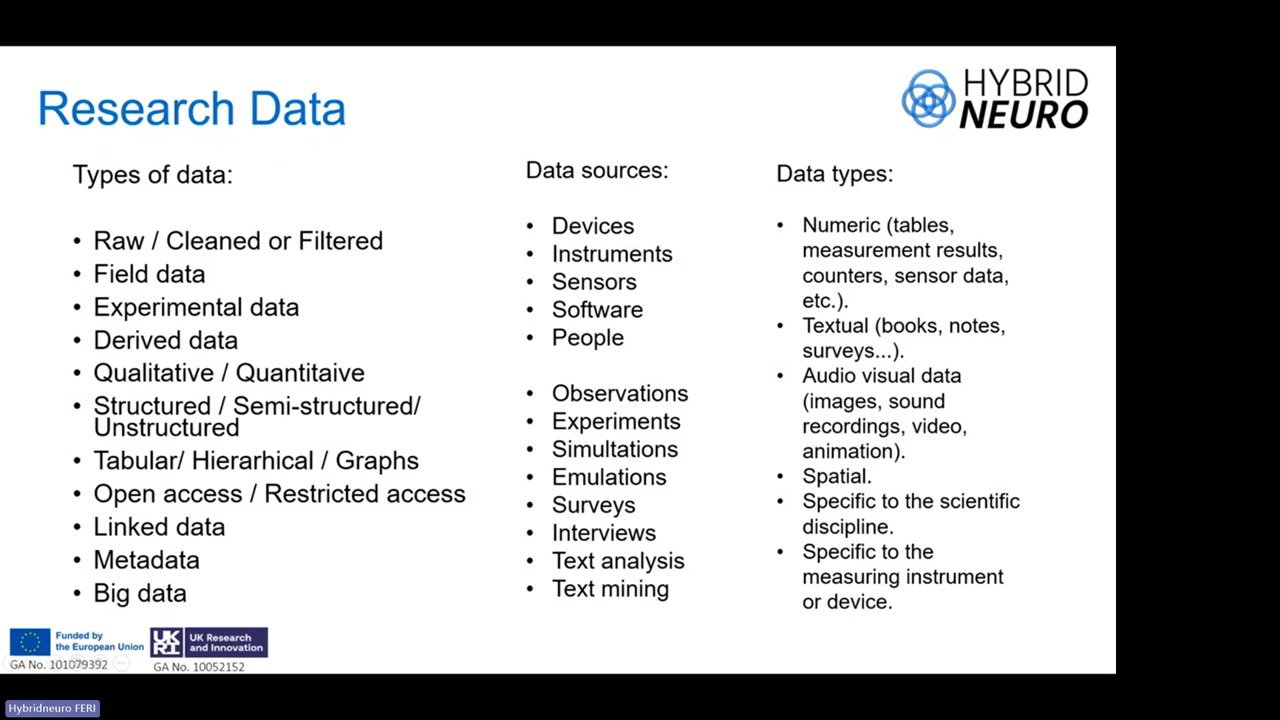 Research Data
HYBRID
NEURO
Types of data:
• Raw / Cleaned or Filtered
• Field data
• Experimental data
• Derived data
• Qualitative / Quantitaive
• Structured / Semi-structured/
Unstructured
• Tabular/ Hierarhical / Graphs
• Open access / Restricted access
• Linked data
• Metadata
• Big data
Data sources:
• Devices
• Instruments
• Sensors
• Software
• People
• Observations
• Experiments
• Simultations
• Emulations
• Surveys
• Interviews
• Text analysis
• Text mining
Data types:
• Numeric (tables,
measurement results,
counters, sensor data,
etc.).
• Textual (books, notes,
surveys...).
• Audio visual data
(images, sound
recordings, video,
animation).
• Spatial.
• Specific to the scientific
discipline.
• Specific to the
measuring instrument
or device.
Funded by
the European Union
GA No. 101079392
UK
RI
UK Research
and Innovation
GA No. 10052152
Hybridneuro FERI